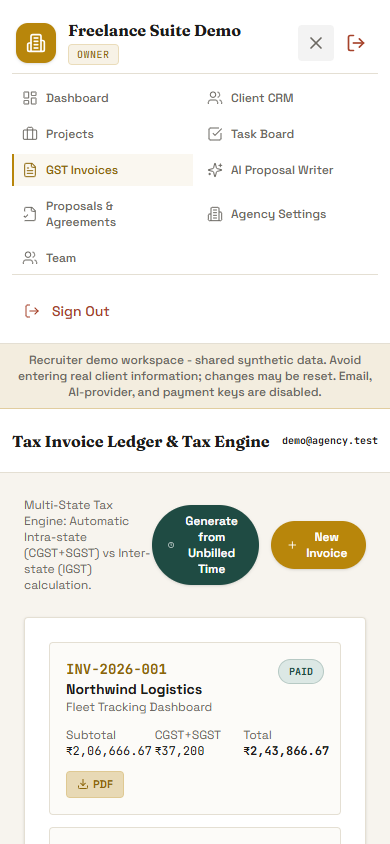 Freelance Suite Demo
OWNER
Dashboard
Client CRM
Projects
Task Board
GST Invoices
AI Proposal Writer
Proposals &
Agreements
Agency Settings
Team
Sign Out
Recruiter demo workspace - shared synthetic data. Avoid
entering real client information; changes may be reset. Email,
AI-provider, and payment keys are disabled.
Tax Invoice Ledger & Tax Engine
demo@agency.test
Multi-State Tax
Engine: Automatic
Intra-state
(CGST+SGST) vs Inter-
state (IGST)
calculation.
Generate
from
Unbilled
Time
New
Invoice
INV-2026-001
PAID
Northwind Logistics
Fleet Tracking Dashboard
Subtotal CGST+SGST Total
₹2,06,666.67 ₹37,200 ₹2,43,866.67
PDF